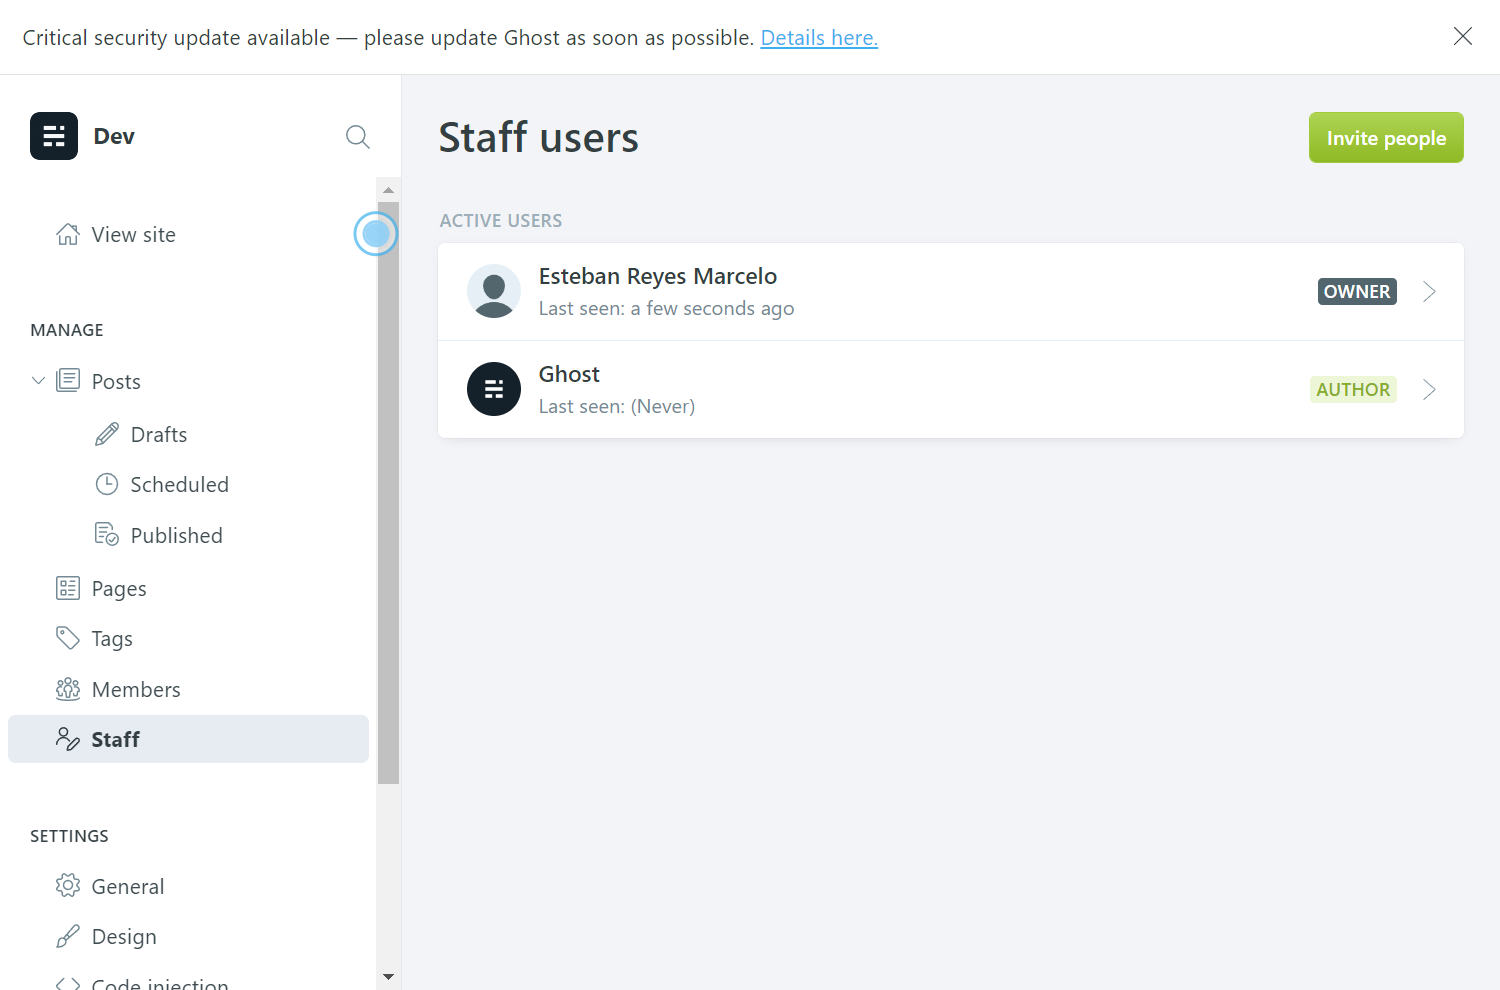 Critical security update available — please update Ghost as soon as possible. Details here.
Dev
View site
MANAGE
Posts
Drafts
Scheduled
Published
Pages
Tags
Members
Staff
SETTINGS
General
Design
Code injection
Staff users
Invite people
ACTIVE USERS
Esteban Reyes Marcelo
Last seen: a few seconds ago
OWNER
Ghost
Last seen: (Never)
AUTHOR